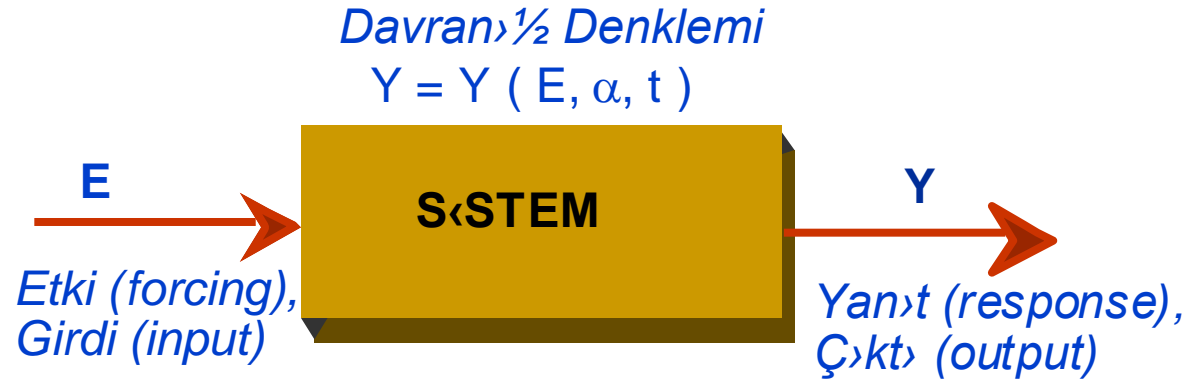 Davran›½ Denklemi
Y = Y ( E, α, t )
E
S‹STEM
Y
Etki (forcing),
Girdi (input)
Yan›t (response),
Ç›kt› (output)